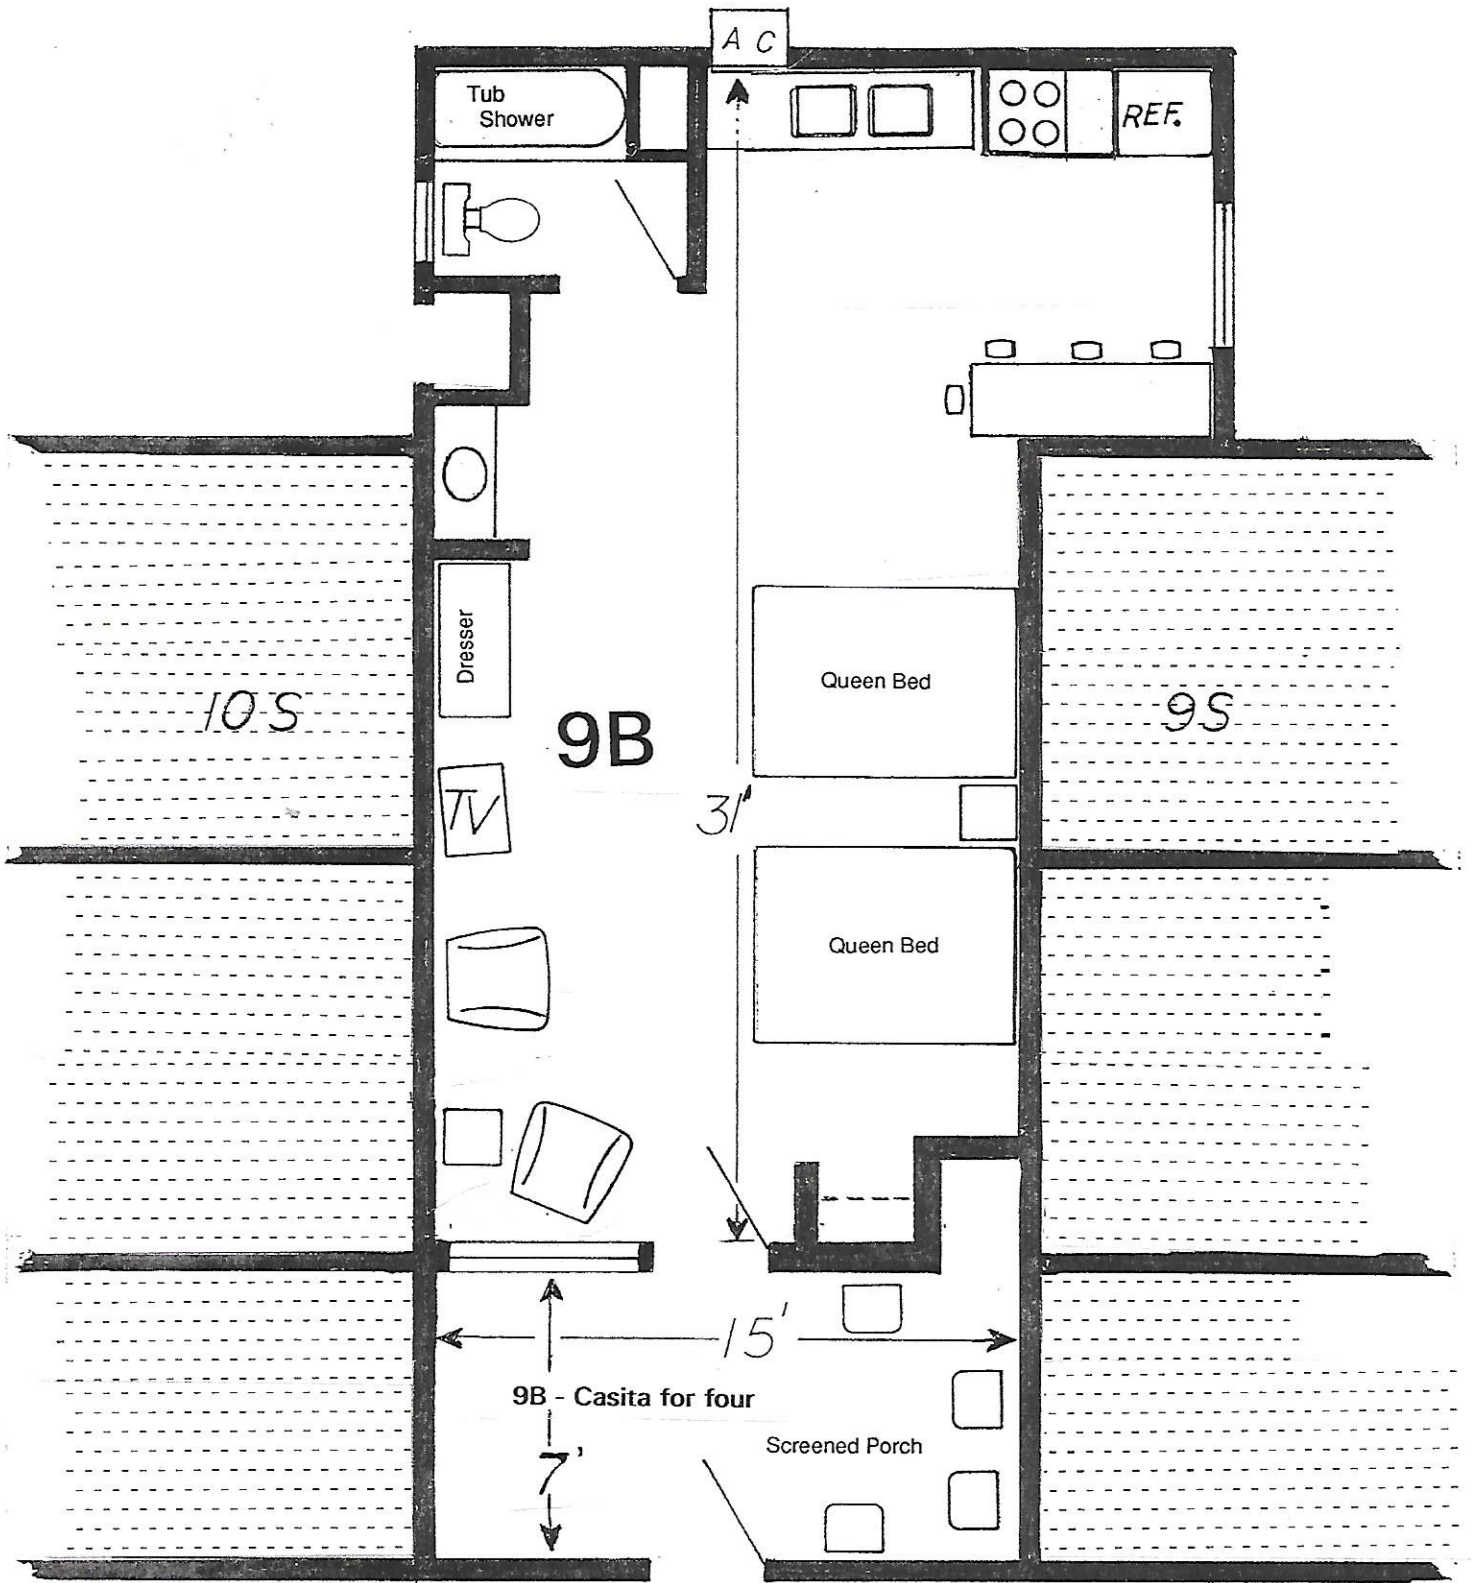 A C
Tub
Shower
REF.
Dresser
Queen Bed
10S
9B
9S
TV
31'
Queen Bed
15'
9B - Casita for four
7'
Screened Porch